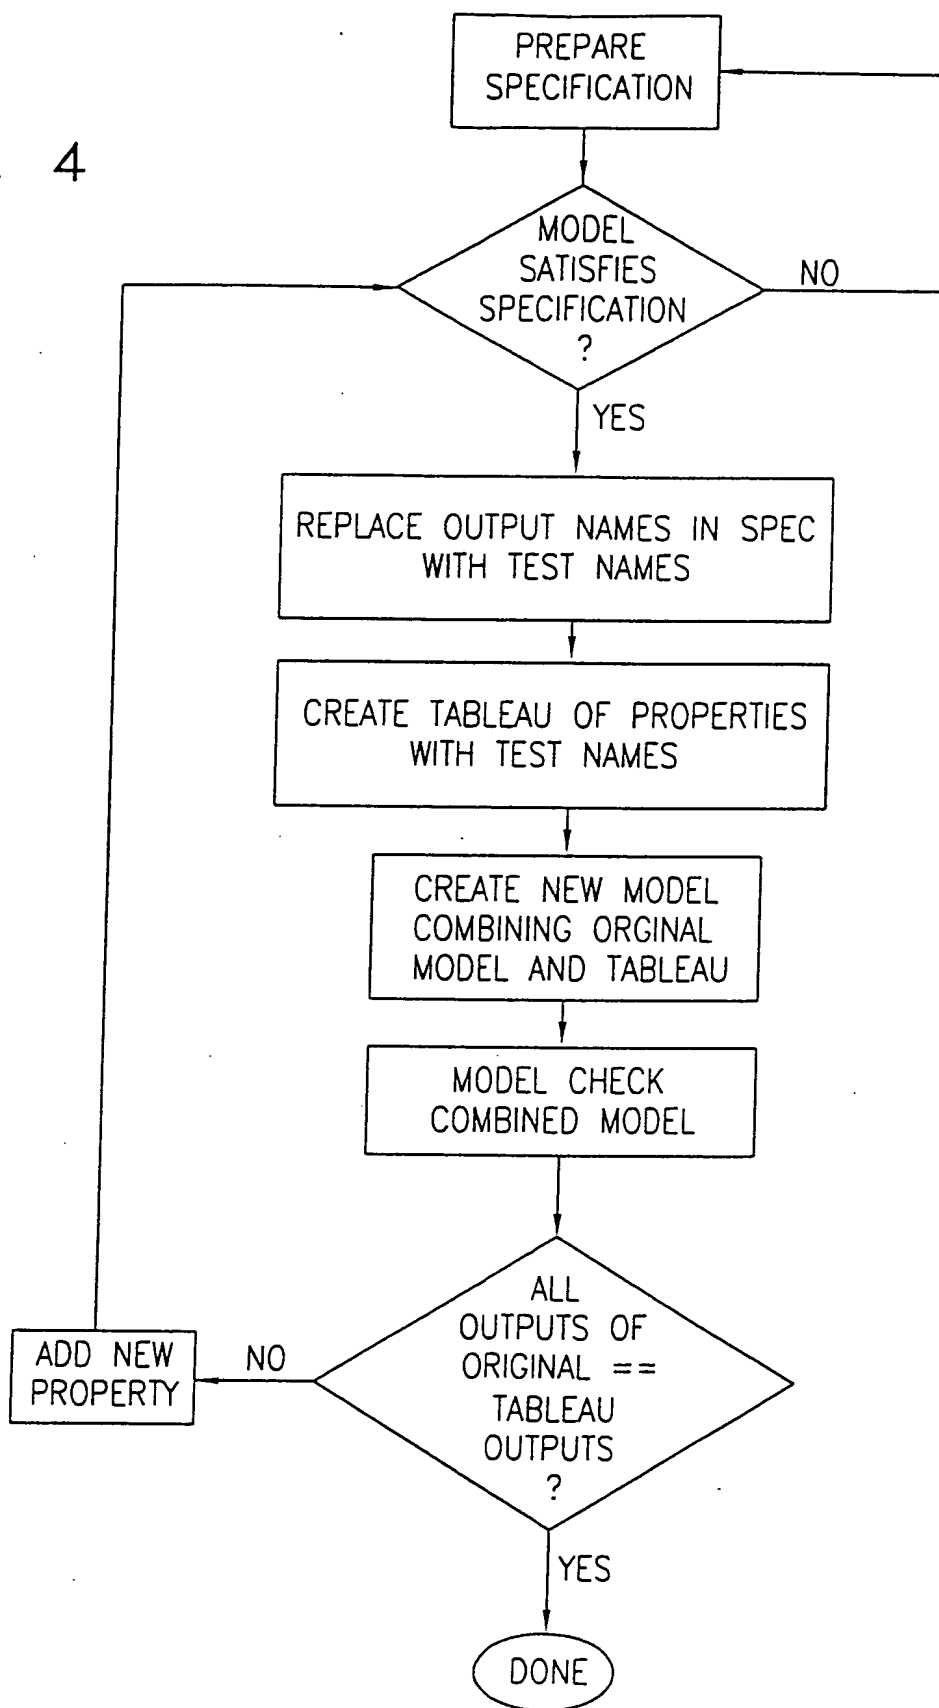 PREPARE
SPECIFICATION
4
MODEL
SATISFIES
SPECIFICATION
?
NO
YES
REPLACE OUTPUT NAMES IN SPEC
WITH TEST NAMES
CREATE TABLEAU OF PROPERTIES
WITH TEST NAMES
CREATE NEW MODEL
COMBINING ORGINAL
MODEL AND TABLEAU
MODEL CHECK
COMBINED MODEL
ALL
OUTPUTS OF
ORIGINAL ==
TABLEAU
OUTPUTS
?
NO
ADD NEW
PROPERTY
YES
DONE